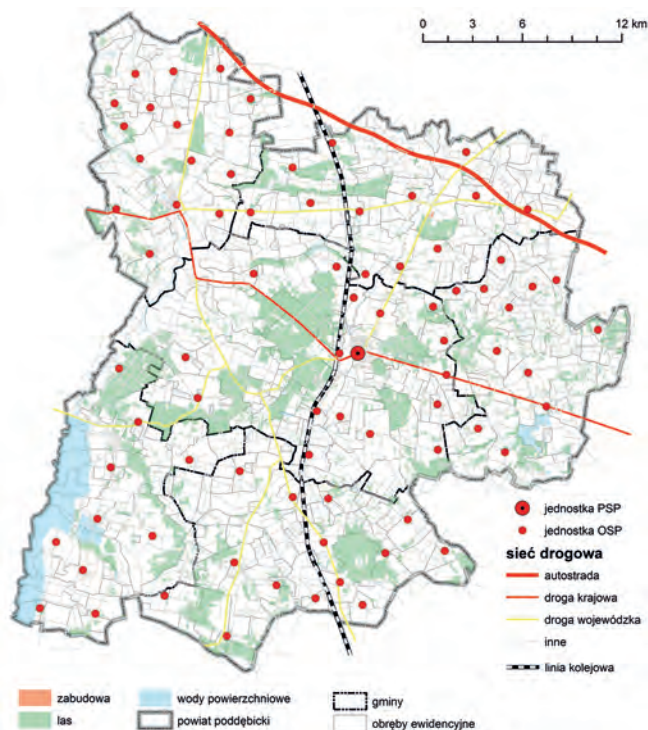 0 3 6 12 km
jednostka PSP
jednostka OSP
sieć drogowa
autostrada
droga krajowa
droga wojewódzka
inne
linia kolejowa
zabudowa
wody powierzchniowe
gminy
las
powiat poddębicki
obręby ewidencyjne